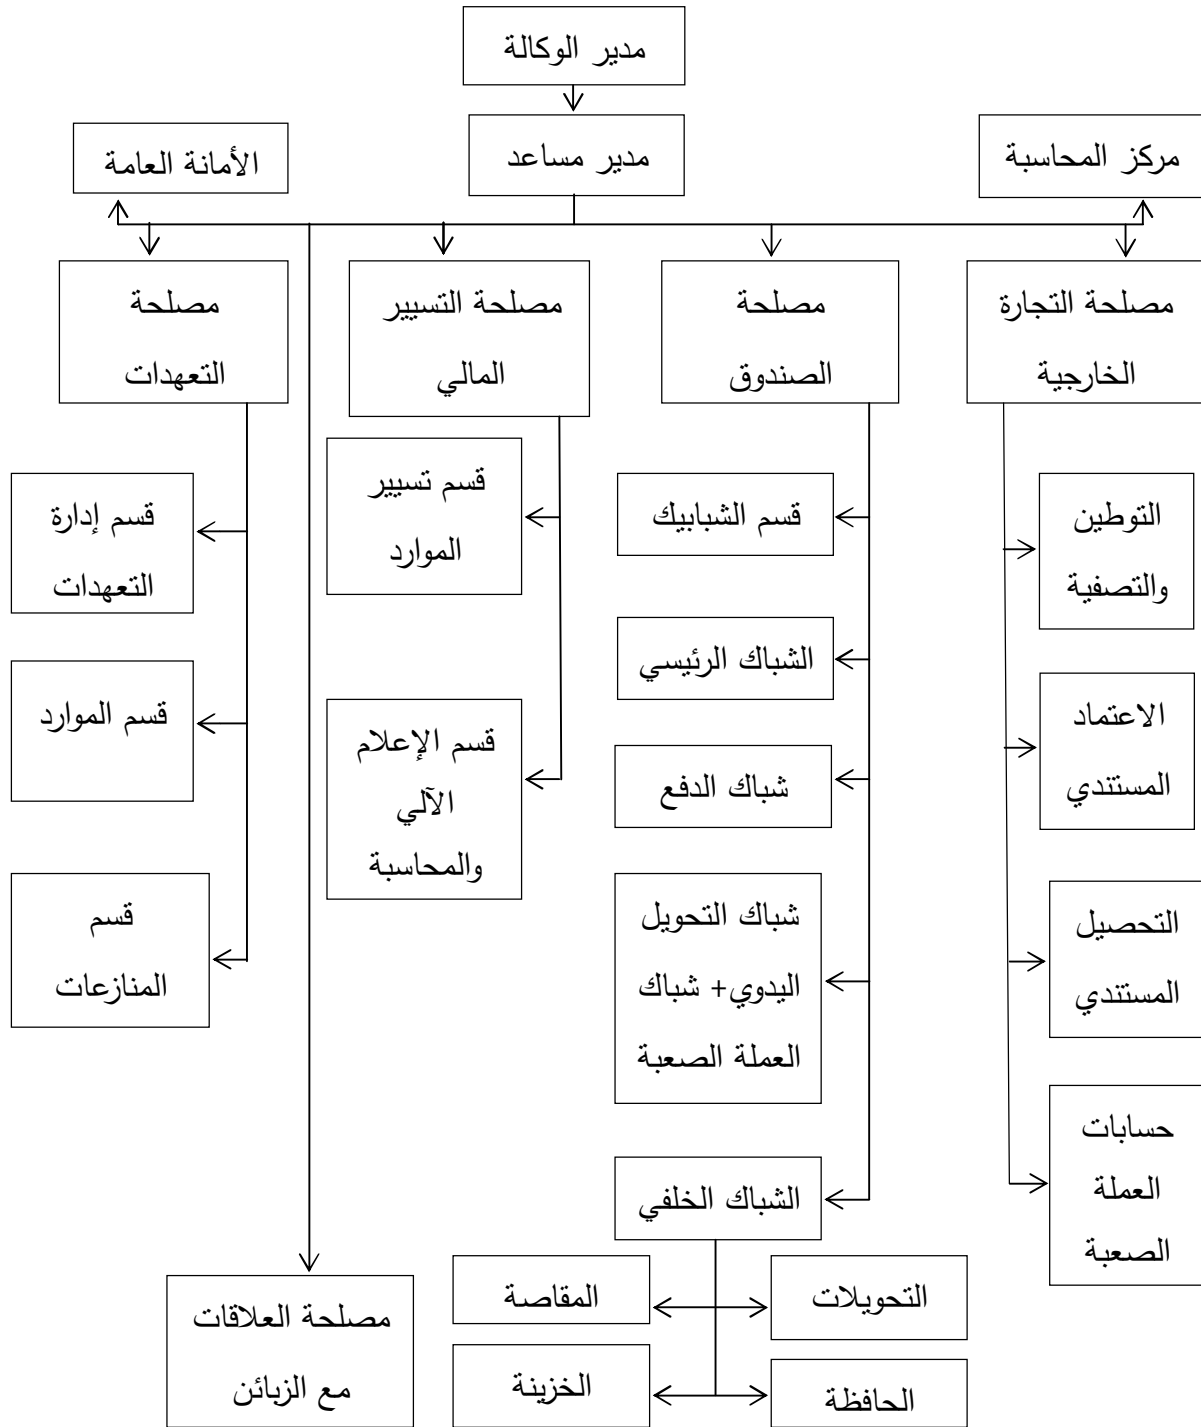 مدير الوكالة
مدير مساعد
مركز المحاسبة
الأمانة العامة
مصلحة التجارة
الخارجية
مصلحة
الصندوق
مصلحة التسيير
المالي
مصلحة
التعهدات
التوطين
والتصفية
الاعتماد
المستندي
التحصيل
المستندي
حسابات
العملة
الصعبة
قسم الشبابيك
الشباك الرئيسي
شباك الدفع
شباك التحويل
اليدوي+ شباك
العملة الصعبة
الشباك الخلفي
التحويلات
المقاصة
الحافظة
الخزينة
قسم تسيير
الموارد
قسم الإعلام
الآلي
والمحاسبة
قسم إدارة
التعهدات
قسم الموارد
قسم
المنازعات
مصلحة العلاقات
مع الزبائن